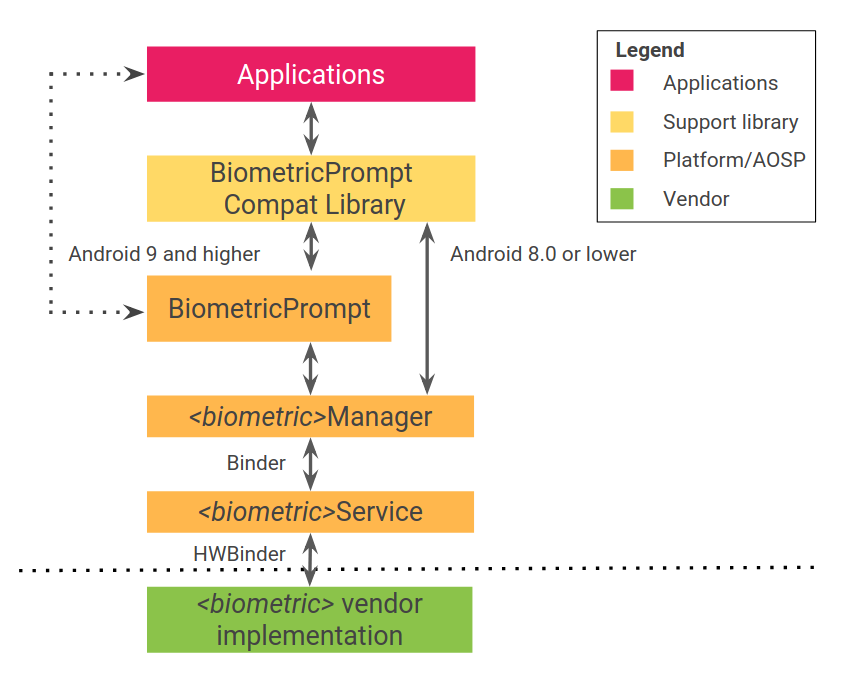 Legend
Applications
Support library
Platform/AOSP
Vendor
Applications
BiometricPrompt
Compat Library
Android 9 and higher
Android 8.0 or lower
BiometricPrompt
<biometric>Manager
Binder
<biometric>Service
HWBinder
<biometric> vendor
implementation